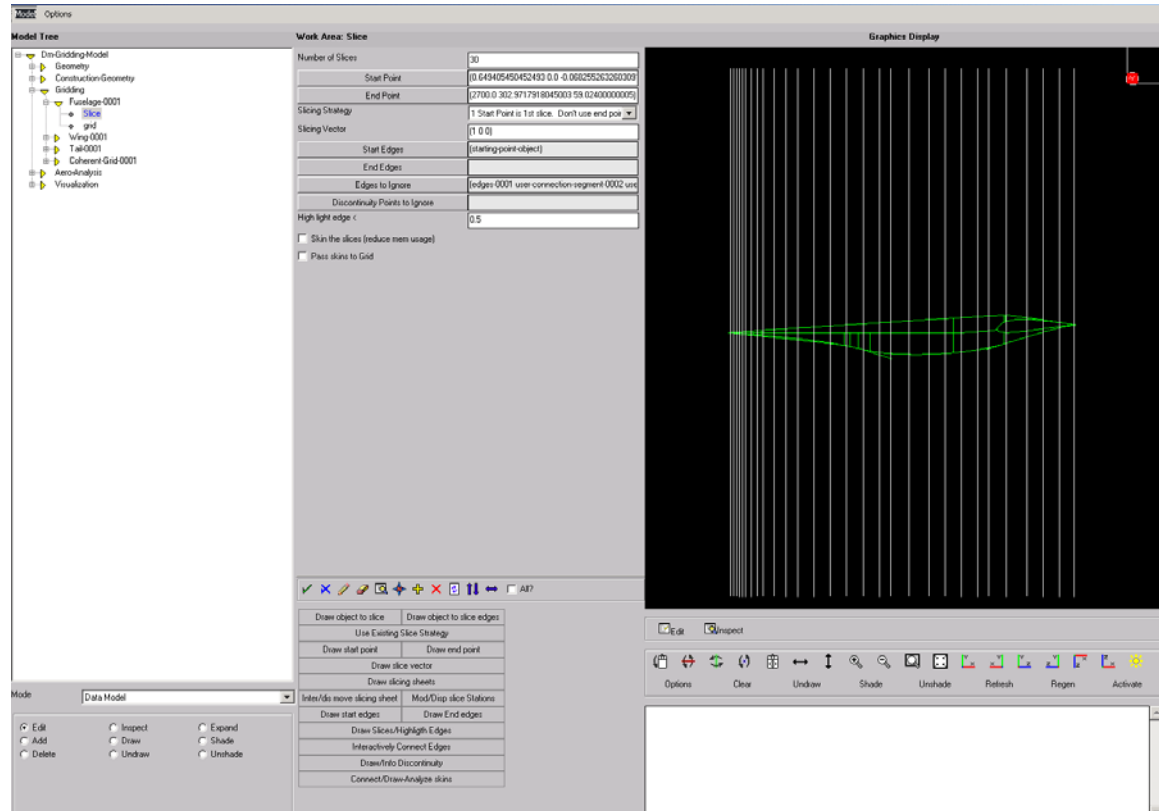 Model Options
Model Tree
Work Area: Slice
Graphics Display
Dm-Gridding-Model
Geometry
Construction-Geometry
Gridding
Fuselage-0001
Slice
grid
Wing-0001
Tail-0001
Coherent-Grid-0001
Aero-Analysis
Visualization
Number of Slices 30
Start Point (0.649405450452493 0.0 -0.068255263260309
End Point (2700.0 302.9717918045003 59.02400000005)
Slicing Strategy 1 Start Point is 1st slice. Don't use end poir
Slicing Vector (1 0 0)
Start Edges (starting-point-object)
End Edges
Edges to Ignore (edges-0001 user-connection-segment-0002 use
Discontinuity Points to Ignore
High light edge < 0.5
Skin the slices (reduce mem usage)
Pass skins to Grid
All?
Draw object to slice Draw object to slice edges
Use Existing Slice Strategy
Draw start point Draw end point
Draw slice vector
Draw slicing sheets
Inter/dis move slicing sheet Mod/Disp slice Stations
Draw start edges Draw End edges
Draw Slices/Highligth Edges
Interactively Connect Edges
Draw/Info Discontinuity
Connect/Draw-Analyze skins
Mode Data Model
Edit Inspect Expand
Add Draw Shade
Delete Undraw Unshade
Edit Inspect
Options Clear Undraw Shade Unshade Refresh Regen Activate